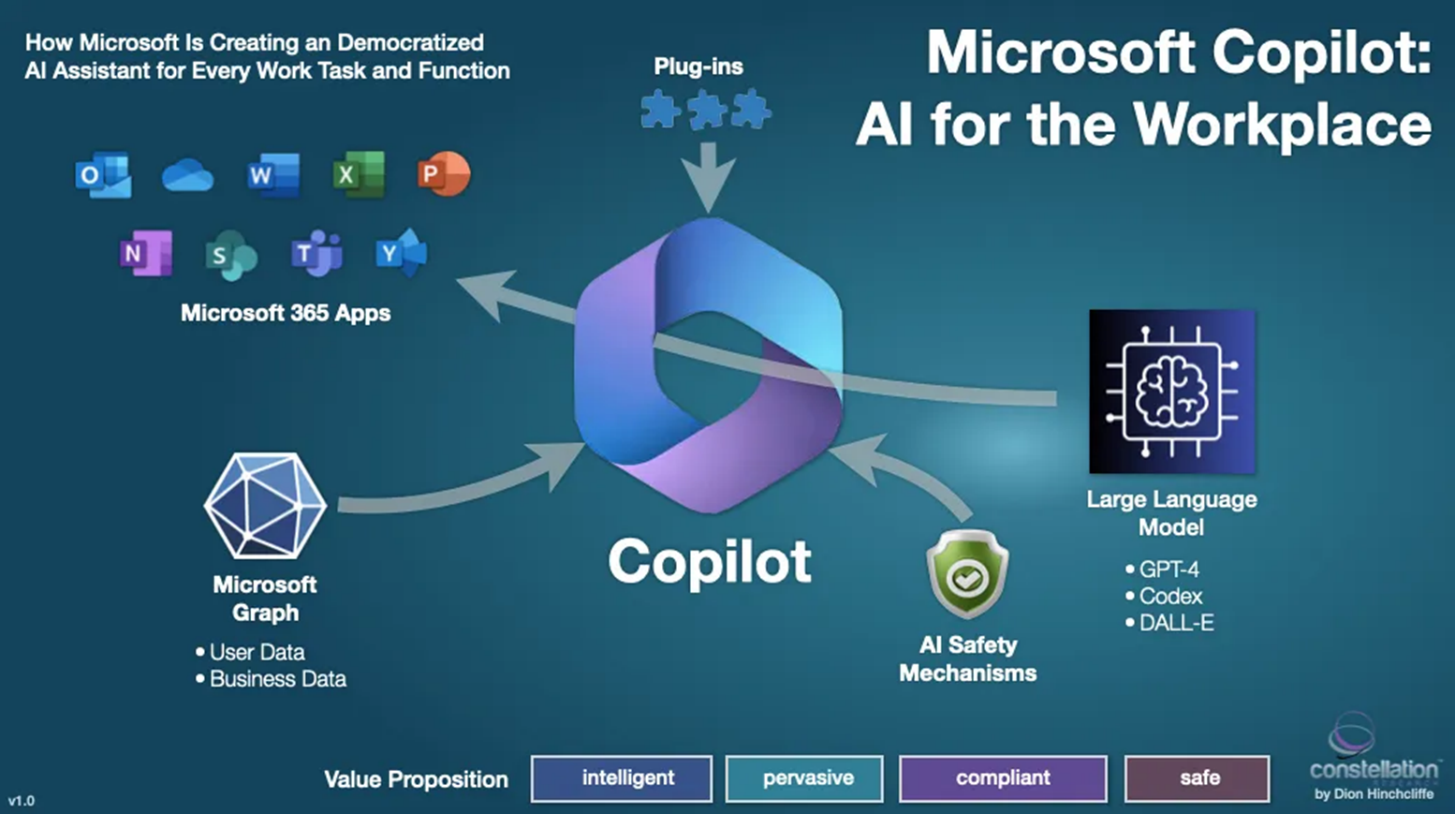 How Microsoft Is Creating an Democratized
AI Assistant for Every Work Task and Function
Microsoft Copilot:
AI for the Workplace
Plug-ins
O
W
X
P
N
S
T
Y
Microsoft 365 Apps
Copilot
Microsoft
Graph
• User Data
• Business Data
AI Safety
Mechanisms
Large Language
Model
• GPT-4
• Codex
• DALL-E
Value Proposition
intelligent
pervasive
compliant
safe
constellation
RESEARCH
by Dion Hinchcliffe
v1.0